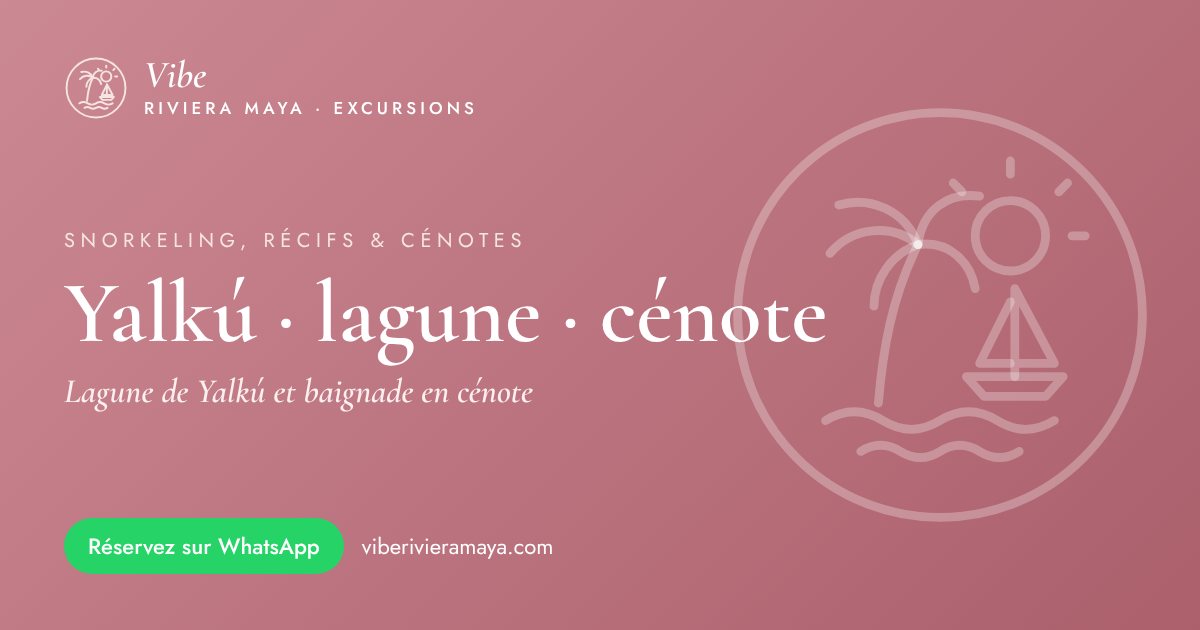 Vibe
RIVIERA MAYA · EXCURSIONS
SNORKELING, RÉCIFS & CÉNOTES
Yalkú · lagune · cénote
Lagune de Yalkú et baignade en cénote
Réservez sur WhatsApp
viberivieramaya.com